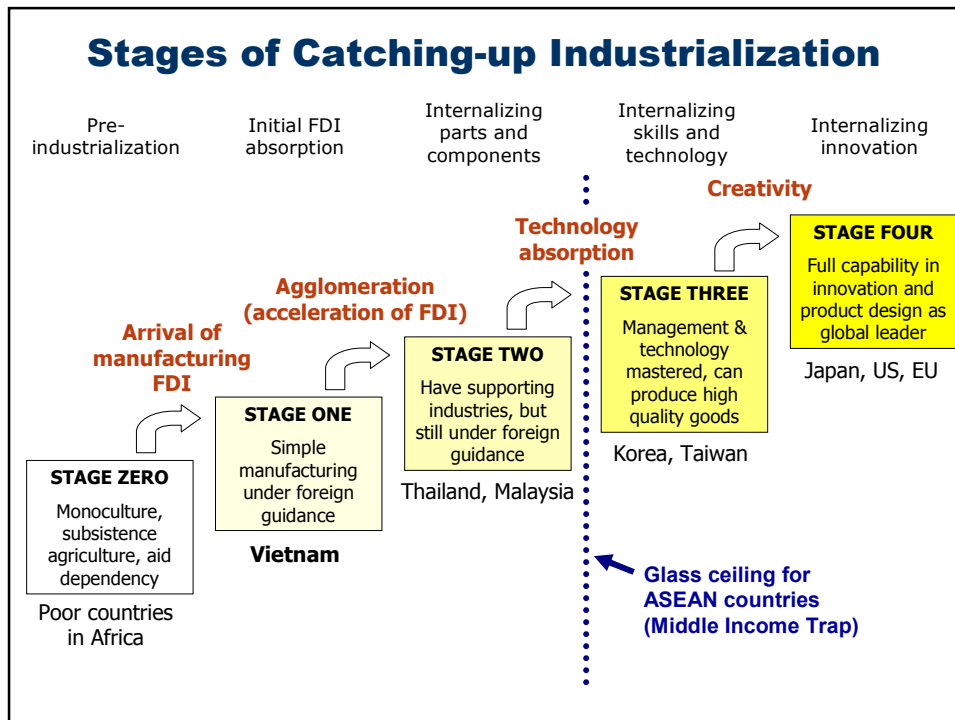 Stages of Catching-up Industrialization
Pre-
industrialization
Initial FDI
absorption
Internalizing
parts and
components
Internalizing
skills and
technology
Internalizing
innovation
Arrival of
manufacturing
FDI
Agglomeration
(acceleration of FDI)
Technology
absorption
Creativity
STAGE ZERO
Monoculture,
subsistence
agriculture, aid
dependency
Poor countries
in Africa
STAGE ONE
Simple
manufacturing
under foreign
guidance
Vietnam
STAGE TWO
Have supporting
industries, but
still under foreign
guidance
Thailand, Malaysia
STAGE THREE
Management &
technology
mastered, can
produce high
quality goods
Korea, Taiwan
STAGE FOUR
Full capability in
innovation and
product design as
global leader
Japan, US, EU
Glass ceiling for
ASEAN countries
(Middle Income Trap)